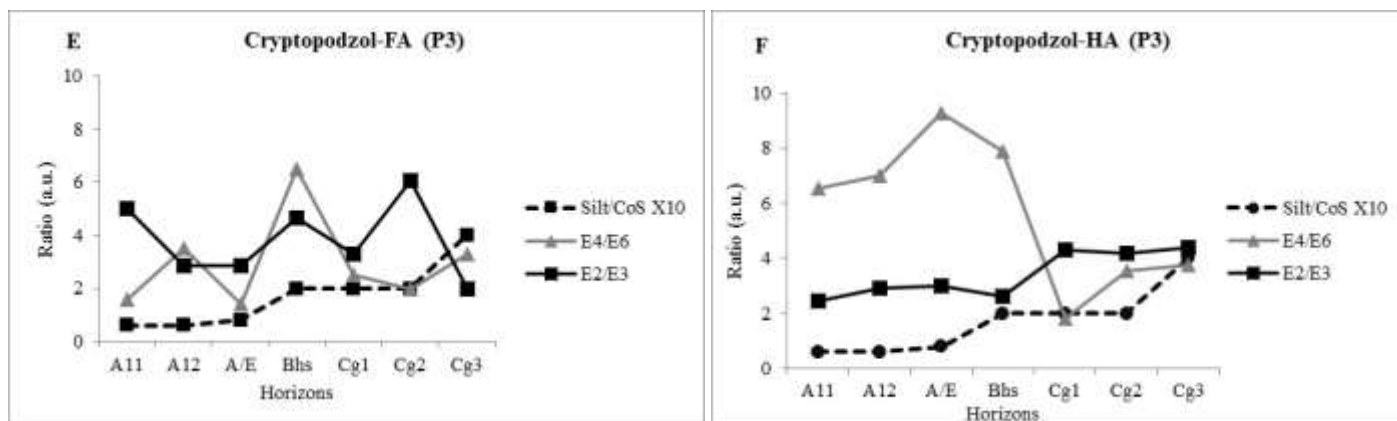 E
Cryptopodzol-FA (P3)
10
8
6
4
2
0
Ratio (a.u.)
A11 A12 A/E Bhs Cg1 Cg2 Cg3
Horizons
Silt/CoS X10
E4/E6
E2/E3
F
Cryptopodzol-HA (P3)
10
8
6
4
2
0
Ratio (a.u.)
A11 A12 A/E Bhs Cg1 Cg2 Cg3
Horizons
Silt/CoS X10
E4/E6
E2/E3